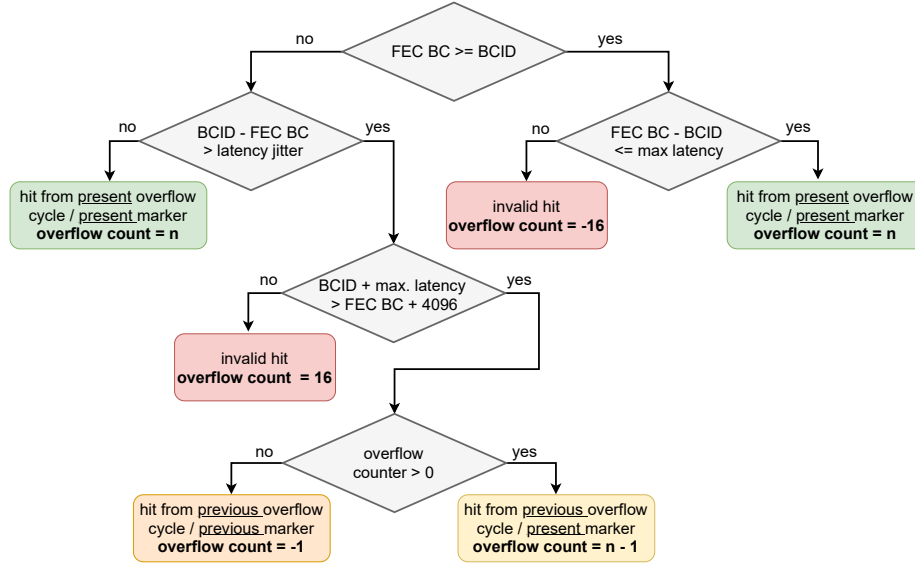 FEC BC >= BCID
no
yes
BCID - FEC BC
> latency jitter
no
yes
FEC BC - BCID
<= max latency
no
yes
hit from present overflow
cycle / present marker
overflow count = n
invalid hit
overflow count = -16
hit from present overflow
cycle / present marker
overflow count = n
BCID + max. latency
> FEC BC + 4096
no
yes
invalid hit
overflow count = 16
overflow
counter > 0
no
yes
hit from previous overflow
cycle / previous marker
overflow count = -1
hit from previous overflow
cycle / present marker
overflow count = n - 1